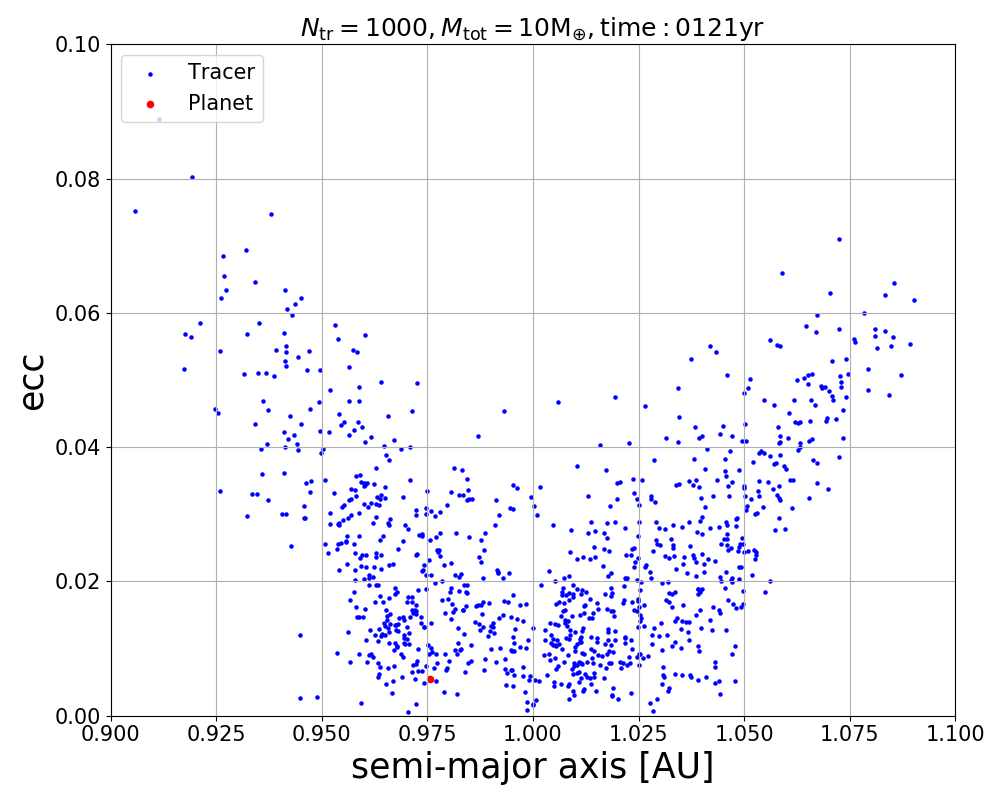 N_tr = 1000, M_tot = 10M_⊕, time : 0121yr
Tracer
Planet
0.10
0.08
0.06
0.04
0.02
0.00
ecc
0.900 0.925 0.950 0.975 1.000 1.025 1.050 1.075 1.100
semi-major axis [AU]